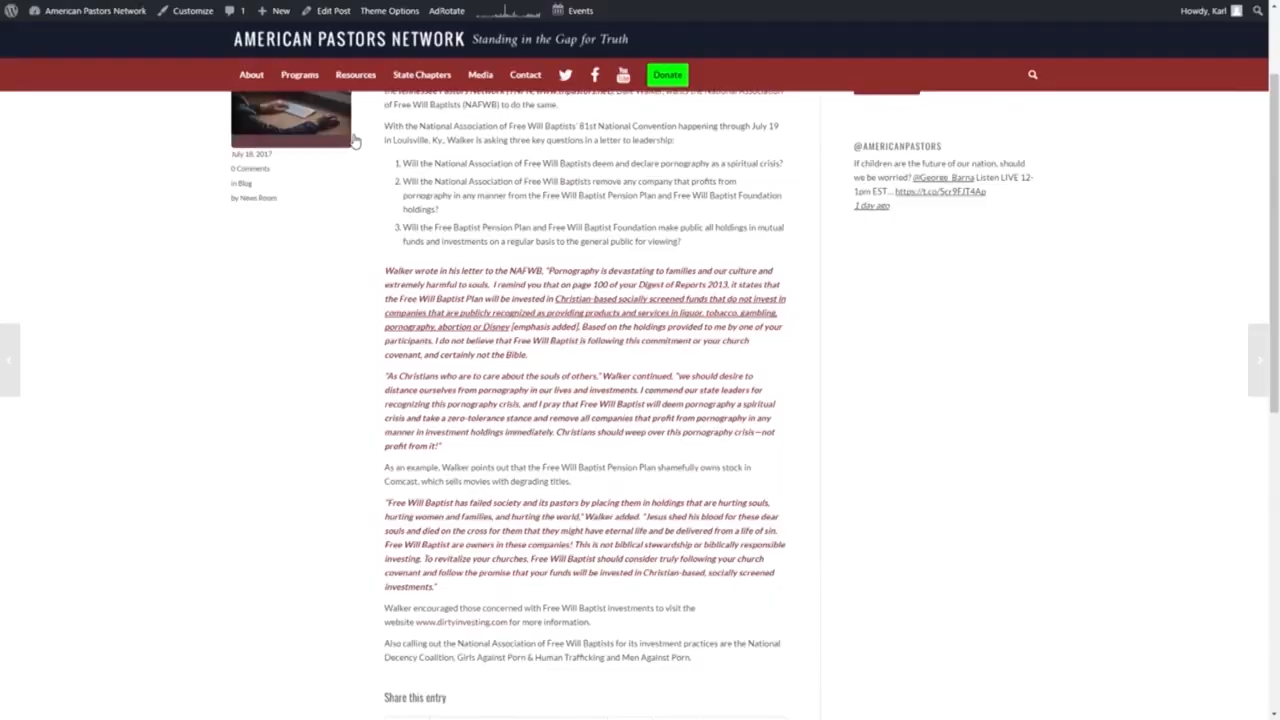 American Pastors Network Customize 1 New Edit Post Theme Options AdRotate Events Howdy, Karl
AMERICAN PASTORS NETWORK Standing in the Gap for Truth
About Programs Resources State Chapters Media Contact Donate
the Tennessee Pastors Network (TNPN, www.tnpastors.net), Dale Walker, wants the National Association
of Free Will Baptists (NAFWB) to do the same.
With the National Association of Free Will Baptists' 81st National Convention happening through July 19
in Louisville, Ky., Walker is asking three key questions in a letter to leadership:
1. Will the National Association of Free Will Baptists deem and declare pornography as a spiritual crisis?
2. Will the National Association of Free Will Baptists remove any company that profits from
pornography in any manner from the Free Will Baptist Pension Plan and Free Will Baptist Foundation
holdings?
3. Will the Free Baptist Pension Plan and Free Will Baptist Foundation make public all holdings in mutual
funds and investments on a regular basis to the general public for viewing?
Walker wrote in his letter to the NAFWB, "Pornography is devastating to families and our culture and
extremely harmful to souls. I remind you that on page 100 of your Digest of Reports 2013, it states that
the Free Will Baptist Plan will be invested in Christian-based socially screened funds that do not invest in
companies that are publicly recognized as providing products and services in liquor, tobacco, gambling,
pornography, abortion or Disney [emphasis added]. Based on the holdings provided to me by one of your
participants, I do not believe that Free Will Baptist is following this commitment or your church
covenant, and certainly not the Bible.
"As Christians who are to care about the souls of others," Walker continued, "we should desire to
distance ourselves from pornography in our lives and investments. I commend our state leaders for
recognizing this pornography crisis, and I pray that Free Will Baptist will deem pornography a spiritual
crisis and take a zero-tolerance stance and remove all companies that profit from pornography in any
manner in investment holdings immediately. Christians should weep over this pornography crisis—not
profit from it!"
As an example, Walker points out that the Free Will Baptist Pension Plan shamefully owns stock in
Comcast, which sells movies with degrading titles.
"Free Will Baptist has failed society and its pastors by placing them in holdings that are hurting souls,
hurting women and families, and hurting the world," Walker added. "Jesus shed his blood for these dear
souls and died on the cross for them that they might have eternal life and be delivered from a life of sin.
Free Will Baptist are owners in these companies! This is not biblical stewardship or biblically responsible
investing. To revitalize your churches, Free Will Baptist should consider truly following your church
covenant and follow the promise that your funds will be invested in Christian-based, socially screened
investments."
Walker encouraged those concerned with Free Will Baptist investments to visit the
website www.dirtyinvesting.com for more information.
Also calling out the National Association of Free Will Baptists for its investment practices are the National
Decency Coalition, Girls Against Porn & Human Trafficking and Men Against Porn.
Share this entry
July 18, 2017
0 Comments
in Blog
by News Room
@AMERICANPASTORS
If children are the future of our nation, should
we be worried? @George_Barna Listen LIVE 12-
1pm EST... https://t.co/5cr9FJT4Ap
1 day ago